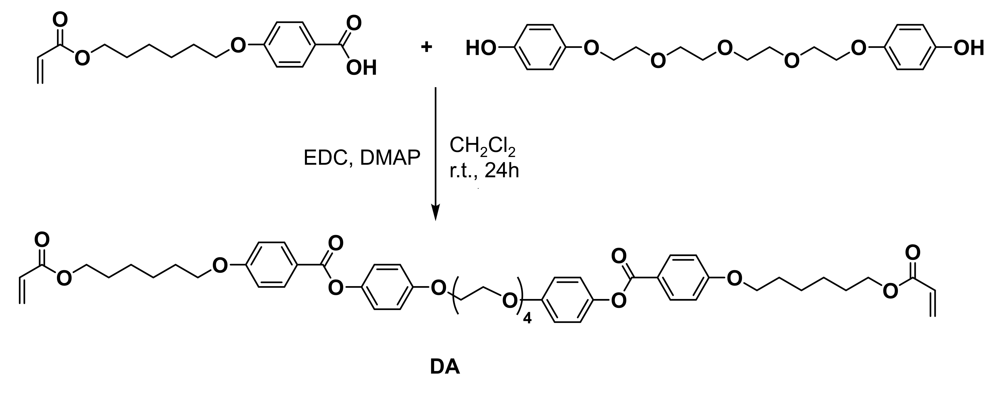 O O O O OH + HO O O O O O OH
EDC, DMAP
CH₂Cl₂
r.t., 24h
O O O O O O O 4 O O O O O
DA